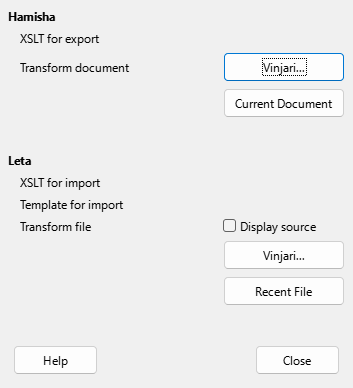 Hamisha
XSLT for export
Transform document
Vinjari...
Current Document
Leta
XSLT for import
Template for import
Transform file
Display source
Vinjari...
Recent File
Help
Close